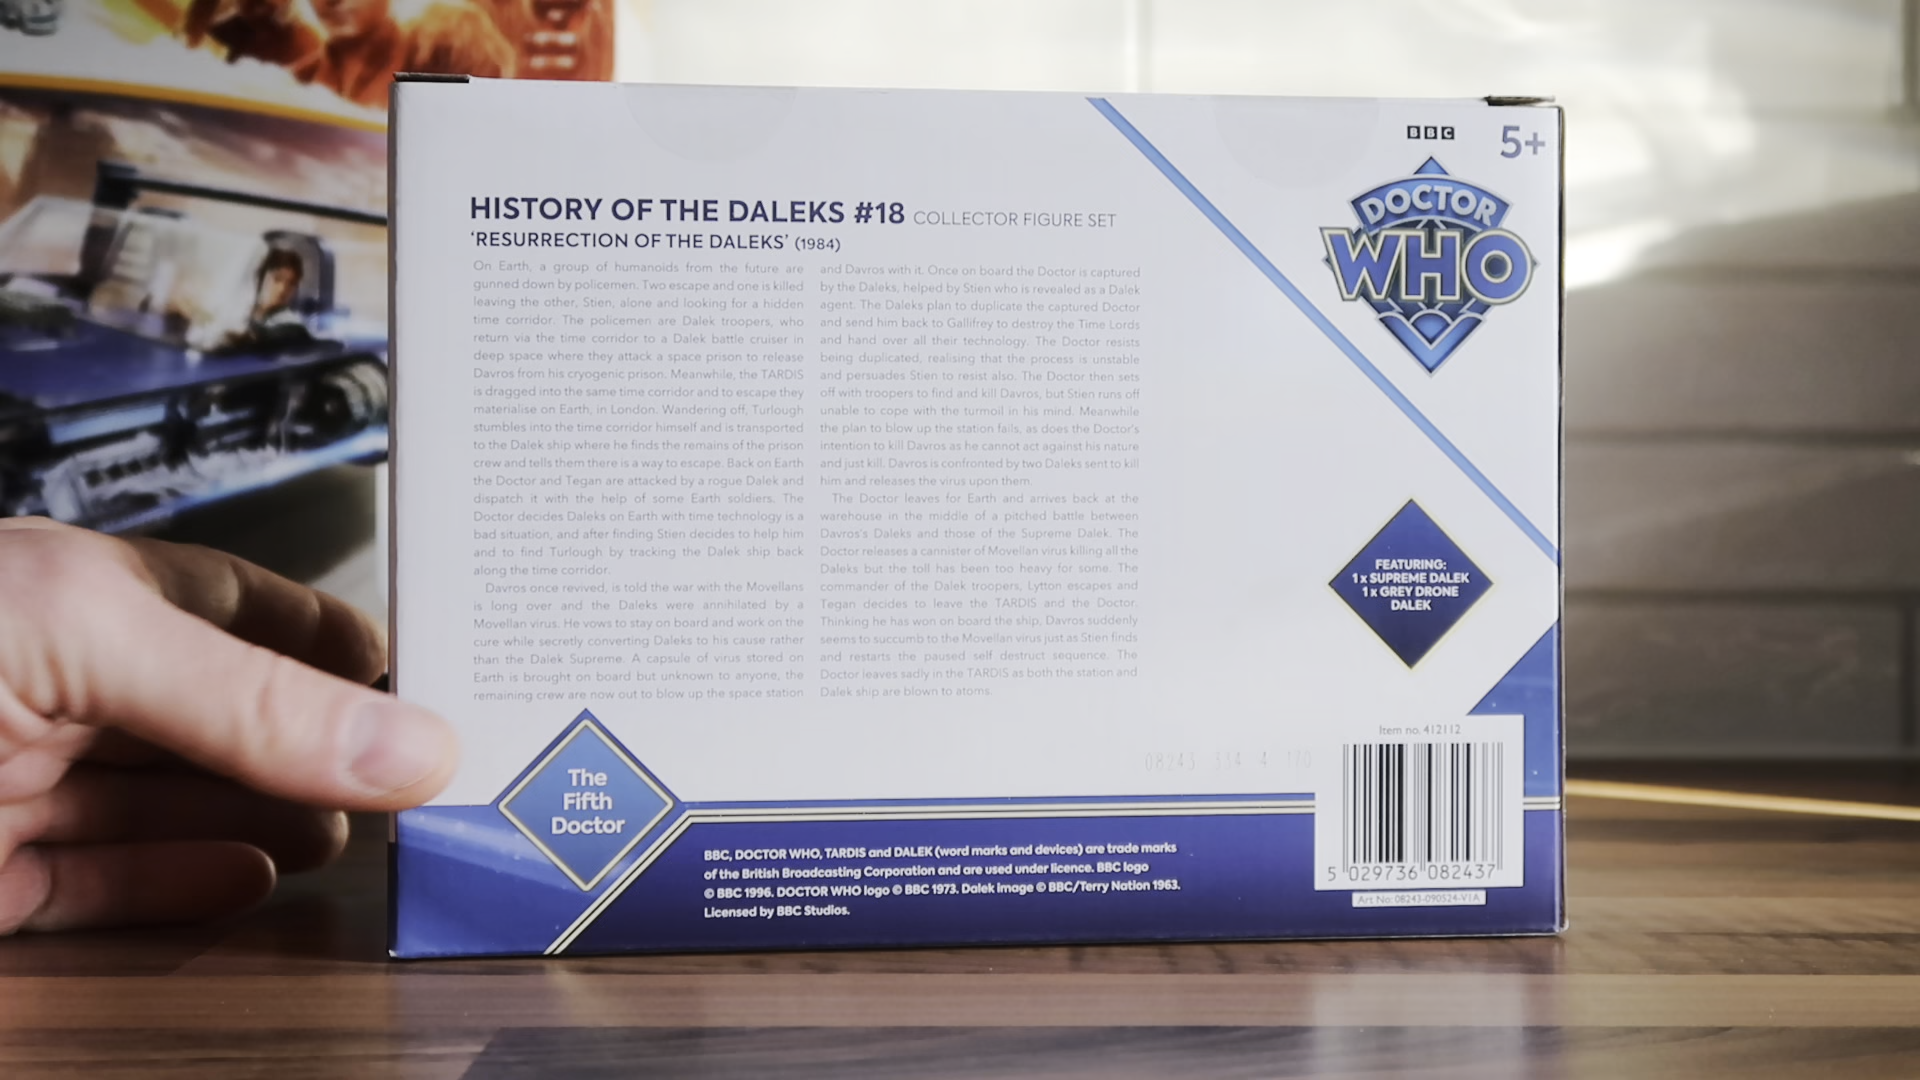 BBC
5+
DOCTOR
WHO
HISTORY OF THE DALEKS #18 COLLECTOR FIGURE SET
'RESURRECTION OF THE DALEKS' (1984)
On Earth, a group of humanoids from the future are
gunned down by policemen. Two escape and one is killed
leaving the other, Stien, alone and looking for a hidden
time corridor. The policemen are Dalek troopers, who
return via the time corridor to a Dalek battle cruiser in
deep space where they attack a space prison to release
Davros from his cryogenic prison. Meanwhile, the TARDIS
is dragged into the same time corridor and to escape they
materialise on Earth, in London. Wandering off, Turlough
stumbles into the time corridor himself and is transported
to the Dalek ship where he finds the remains of the prison
crew and tells them there is a way to escape. Back on Earth
the Doctor and Tegan are attacked by a rogue Dalek and
dispatch it with the help of some Earth soldiers. The
Doctor decides Daleks on Earth with time technology is a
bad situation, and after finding Stien decides to help him
and to find Turlough by tracking the Dalek ship back
along the time corridor.
Davros once revived, is told the war with the Movellans
is long over and the Daleks were annihilated by a
Movellan virus. He vows to stay on board and work on the
cure while secretly converting Daleks to his cause rather
than the Dalek Supreme. A capsule of virus stored on
Earth is brought on board but unknown to anyone, the
remaining crew are now out to blow up the space station
and Davros with it. Once on board the Doctor is captured
by the Daleks, helped by Stien who is revealed as a Dalek
agent. The Daleks plan to duplicate the captured Doctor
and send him back to Gallifrey to destroy the Time Lords
and hand over all their technology. The Doctor resists
being duplicated, realising that the process is unstable
and persuades Stien to resist also. The Doctor then sets
off with troopers to find and kill Davros, but Stien runs off
unable to cope with the turmoil in his mind. Meanwhile
the plan to blow up the station fails, as does the Doctor's
intention to kill Davros as he cannot act against his nature
and just kill. Davros is confronted by two Daleks sent to kill
him and releases the virus upon them.
The Doctor leaves for Earth and arrives back at the
warehouse in the middle of a pitched battle between
Davros's Daleks and those of the Supreme Dalek. The
Doctor releases a cannister of Movellan virus killing all the
Daleks but the toll has been too heavy for some. The
commander of the Dalek troopers, Lytton escapes and
Tegan decides to leave the TARDIS and the Doctor.
Thinking he has won on board the ship, Davros suddenly
seems to succumb to the Movellan virus just as Stien finds
and restarts the paused self destruct sequence. The
Doctor leaves sadly in the TARDIS as both the station and
Dalek ship are blown to atoms.
FEATURING:
1 x SUPREME DALEK
1 x GREY DRONE
DALEK
Item no. 412112
08243 334 4 170
5 029736 082437
Art No: 08243-090524-V1A
The
Fifth
Doctor
BBC, DOCTOR WHO, TARDIS and DALEK (word marks and devices) are trade marks
of the British Broadcasting Corporation and are used under licence. BBC logo
© BBC 1996. DOCTOR WHO logo © BBC 1973. Dalek image © BBC/Terry Nation 1963.
Licensed by BBC Studios.